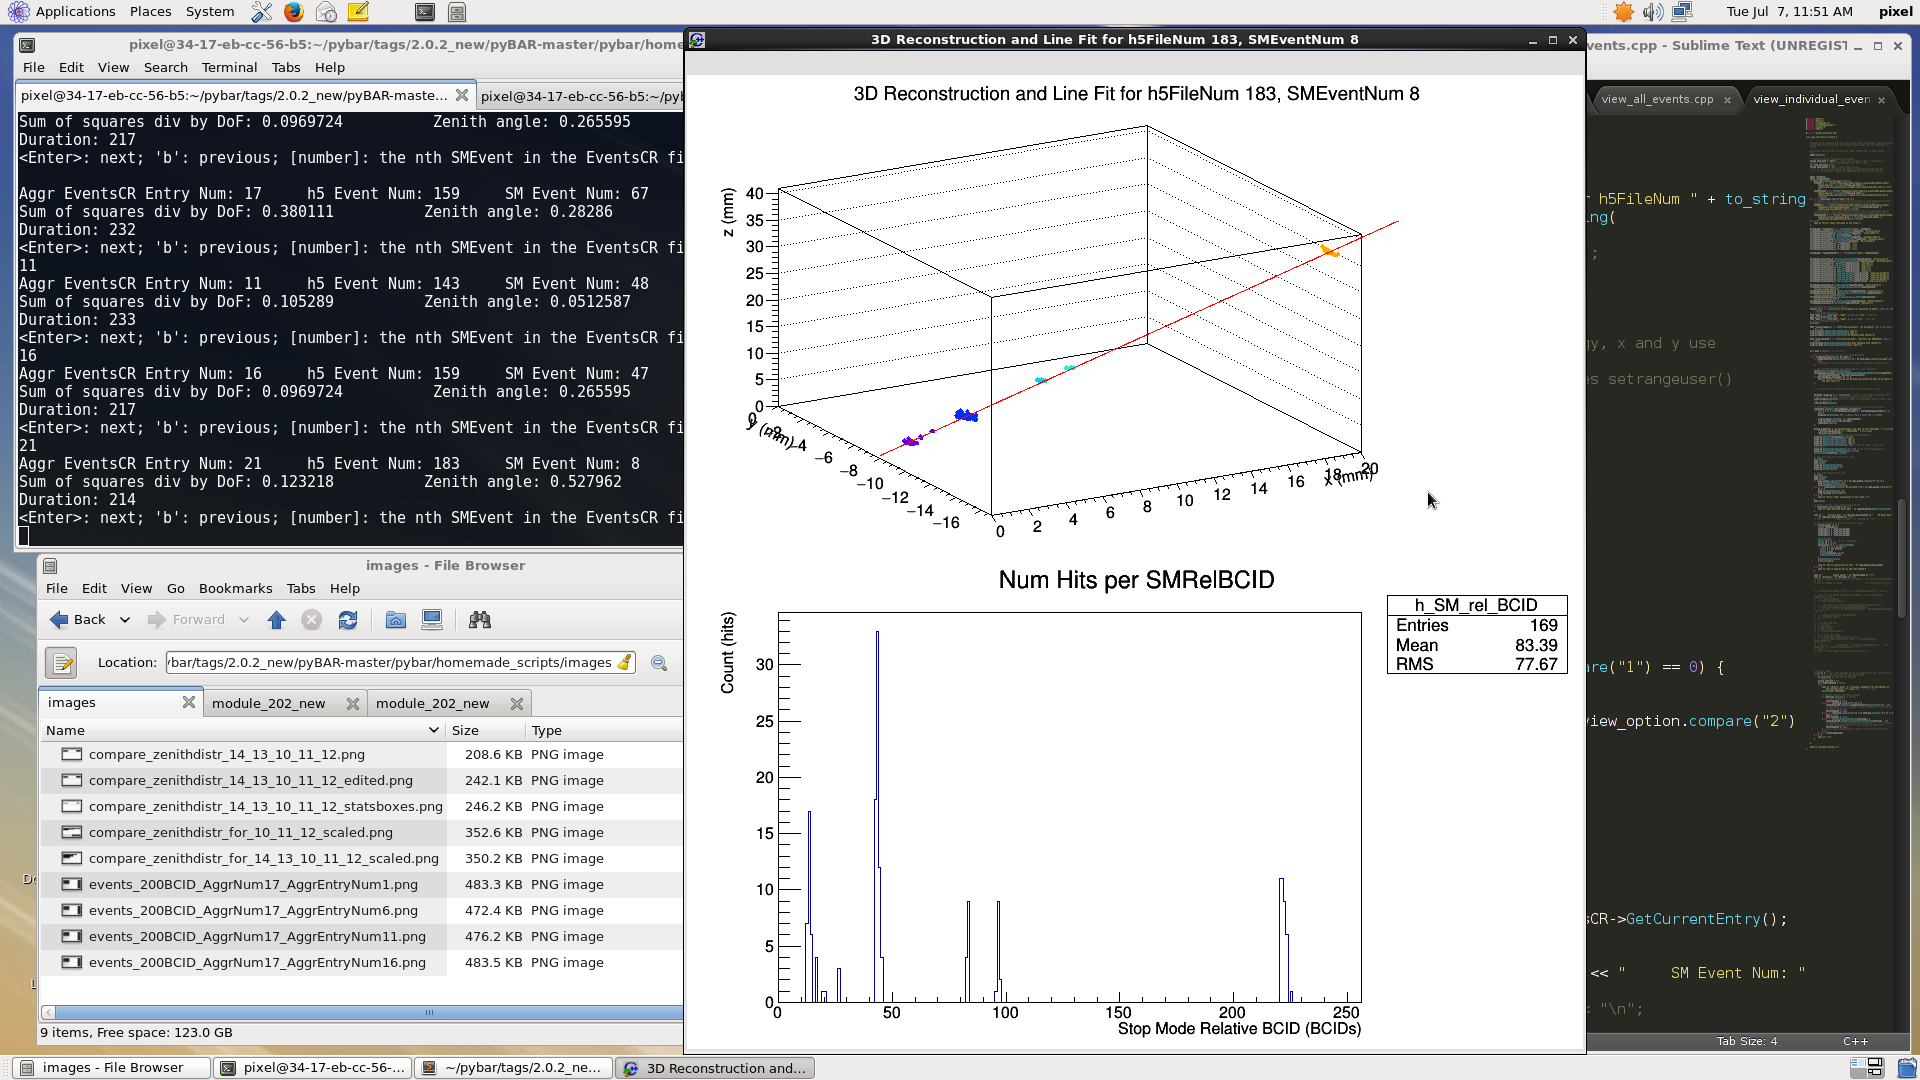 Applications Places System
Tue Jul 7, 11:51 AM pixel
pixel@34-17-eb-cc-56-b5:~/pybar/tags/2.0.2_new/pyBAR-master/pybar/home
File Edit View Search Terminal Tabs Help
pixel@34-17-eb-cc-56-b5:~/pybar/tags/2.0.2_new/pyBAR-maste...
pixel@34-17-eb-cc-56-b5:~/pyb
Sum of squares div by DoF: 0.0969724 Zenith angle: 0.265595
Duration: 217
<Enter>: next; 'b': previous; [number]: the nth SMEvent in the EventsCR fi
Aggr EventsCR Entry Num: 17 h5 Event Num: 159 SM Event Num: 67
Sum of squares div by DoF: 0.380111 Zenith angle: 0.28286
Duration: 232
<Enter>: next; 'b': previous; [number]: the nth SMEvent in the EventsCR fi
11
Aggr EventsCR Entry Num: 11 h5 Event Num: 143 SM Event Num: 48
Sum of squares div by DoF: 0.105289 Zenith angle: 0.0512587
Duration: 233
<Enter>: next; 'b': previous; [number]: the nth SMEvent in the EventsCR fi
16
Aggr EventsCR Entry Num: 16 h5 Event Num: 159 SM Event Num: 47
Sum of squares div by DoF: 0.0969724 Zenith angle: 0.265595
Duration: 217
<Enter>: next; 'b': previous; [number]: the nth SMEvent in the EventsCR fi
21
Aggr EventsCR Entry Num: 21 h5 Event Num: 183 SM Event Num: 8
Sum of squares div by DoF: 0.123218 Zenith angle: 0.527962
Duration: 214
<Enter>: next; 'b': previous; [number]: the nth SMEvent in the EventsCR fi
images - File Browser
File Edit View Go Bookmarks Tabs Help
Back Forward
Location: /bar/tags/2.0.2_new/pyBAR-master/pybar/homemade_scripts/images
images module_202_new module_202_new
Name Size Type
compare_zenithdistr_14_13_10_11_12.png 208.6 KB PNG image
compare_zenithdistr_14_13_10_11_12_edited.png 242.1 KB PNG image
compare_zenithdistr_14_13_10_11_12_statsboxes.png 246.2 KB PNG image
compare_zenithdistr_for_10_11_12_scaled.png 352.6 KB PNG image
compare_zenithdistr_for_14_13_10_11_12_scaled.png 350.2 KB PNG image
events_200BCID_AggrNum17_AggrEntryNum1.png 483.3 KB PNG image
events_200BCID_AggrNum17_AggrEntryNum6.png 472.4 KB PNG image
events_200BCID_AggrNum17_AggrEntryNum11.png 476.2 KB PNG image
events_200BCID_AggrNum17_AggrEntryNum16.png 483.5 KB PNG image
9 items, Free space: 123.0 GB
3D Reconstruction and Line Fit for h5FileNum 183, SMEventNum 8
3D Reconstruction and Line Fit for h5FileNum 183, SMEventNum 8
z (mm)
40
35
30
25
20
15
10
5
0
y (mm)
0 -4 -6 -8 -10 -12 -14 -16
0 2 4 6 8 10 12 14 16 18 20
x (mm)
Num Hits per SMRelBCID
h_SM_rel_BCID
Entries 169
Mean 83.39
RMS 77.67
Count (hits)
30
25
20
15
10
5
0
0 50 100 150 200 250
Stop Mode Relative BCID (BCIDs)
ents.cpp - Sublime Text (UNREGIST
view_all_events.cpp view_individual_even
h5FileNum " + to_string
ng(
;
gy, x and y use
es setrangeuser()
are("1") == 0) {
view_option.compare("2")
sCR->GetCurrentEntry();
<< " SM Event Num: "
= "\n";
Tab Size: 4 C++
images - File Browser
pixel@34-17-eb-cc-56-...
~/pybar/tags/2.0.2_ne...
3D Reconstruction and...